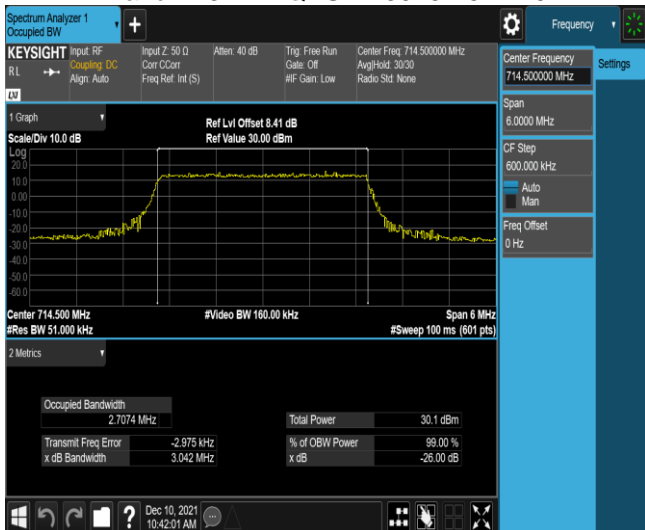 Spectrum Analyzer 1
Occupied BW
Frequency
KEYSIGHT
RL
Input: RF
Coupling: DC
Align: Auto
Input Z: 50 Ω
Corr CCorr
Freq Ref: Int (S)
Atten: 40 dB
Trig: Free Run
Gate: Off
#IF Gain: Low
Center Freq: 714.500000 MHz
Avg|Hold: 30/30
Radio Std: None
LXI
1 Graph
Scale/Div 10.0 dB
Ref Lvl Offset 8.41 dB
Ref Value 30.00 dBm
Log
20.0
10.0
0.00
-10.0
-20.0
-30.0
-40.0
-50.0
-60.0
Center 714.500 MHz
#Res BW 51.000 kHz
#Video BW 160.00 kHz
Span 6 MHz
#Sweep 100 ms (601 pts)
2 Metrics
Occupied Bandwidth
2.7074 MHz
Transmit Freq Error -2.975 kHz
x dB Bandwidth 3.042 MHz
Total Power 30.1 dBm
% of OBW Power 99.00 %
x dB -26.00 dB
Center Frequency
714.500000 MHz
Settings
Span
6.0000 MHz
CF Step
600.000 kHz
Auto
Man
Freq Offset
0 Hz
?
Dec 10, 2021
10:42:01 AM